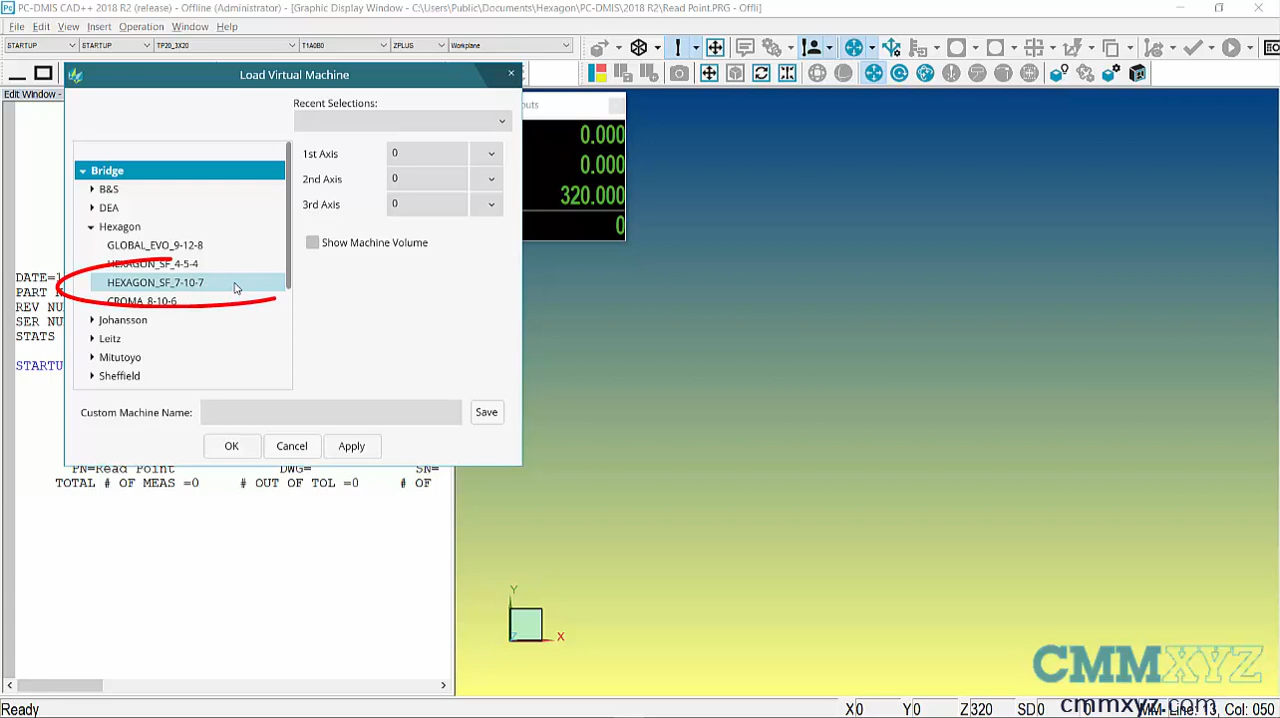 PC-DMIS CAD++ 2018 R2 (release) - Offline (Administrator) - [Graphic Display Window - C:\Users\Public\Documents\Hexagon\PC-DMIS\2018 R2\Read Point.PRG - Offli]
File Edit View Insert Operation Window Help
STARTUP STARTUP TP20_3X20 T1A0B0 ZPLUS Workplane
Load Virtual Machine
Edit Window -
Recent Selections:
0.000
0.000
320.000
0
1st Axis 0
2nd Axis 0
3rd Axis 0
Show Machine Volume
Bridge
B&S
DEA
Hexagon
GLOBAL_EVO_9-12-8
HEXAGON_SF_4-5-4
HEXAGON_SF_7-10-7
CROMA_8-10-6
Johansson
Leitz
Mitutoyo
Sheffield
DATE=1
PART N
REV NU
SER NU
STATS
STARTU
Custom Machine Name: Save
OK Cancel Apply
PN=Read Point DWG= SN=
TOTAL # OF MEAS =0 # OUT OF TOL =0 # OF
Y
Z
X
CMMXYZ
cmmxyz.com
Ready X0 Y0 Z320 SD0 MM Line: 13, Col: 050